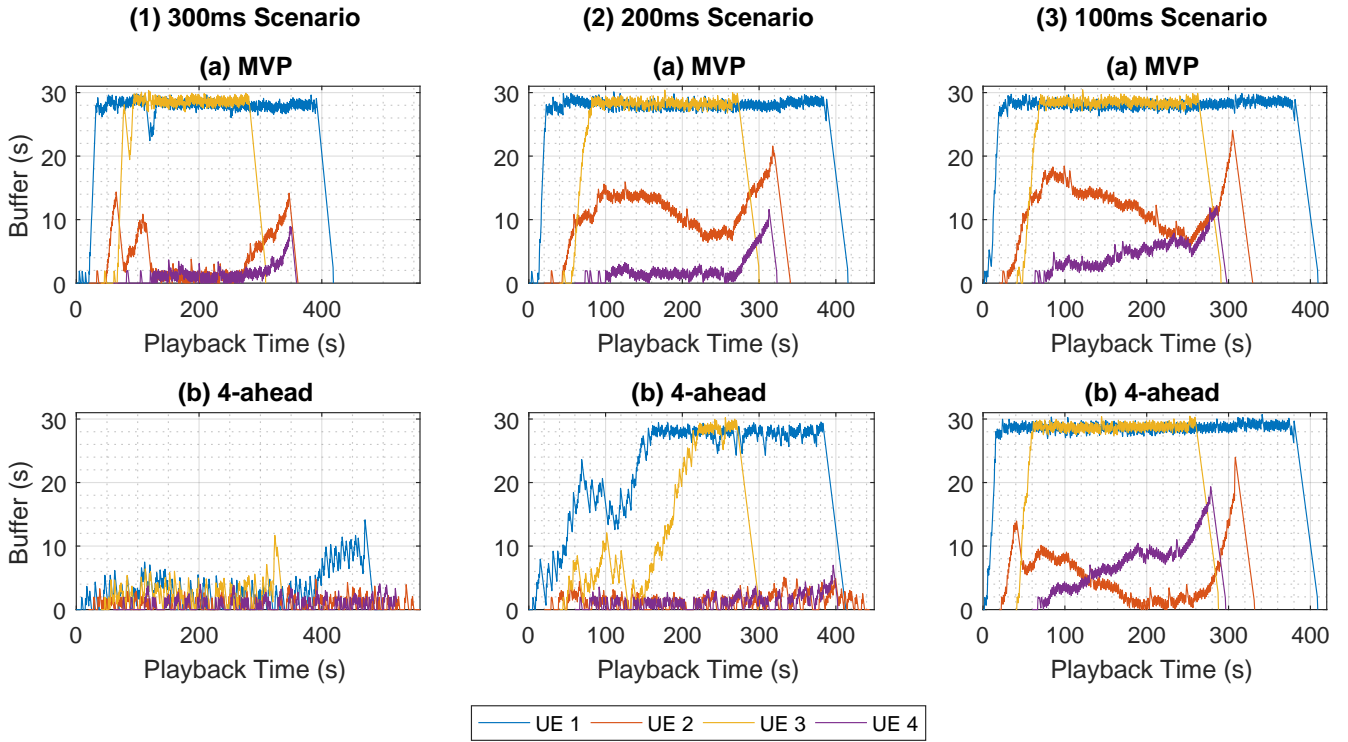 (1) 300ms Scenario
(2) 200ms Scenario
(3) 100ms Scenario
(a) MVP
(a) MVP
(a) MVP
30
20
10
0
Buffer (s)
0 200 400
Playback Time (s)
30
20
10
0
0 100 200 300 400
Playback Time (s)
30
20
10
0
0 100 200 300 400
Playback Time (s)
(b) 4-ahead
(b) 4-ahead
(b) 4-ahead
30
20
10
0
Buffer (s)
0 200 400
Playback Time (s)
30
20
10
0
0 100 200 300 400
Playback Time (s)
30
20
10
0
0 100 200 300 400
Playback Time (s)
UE 1 UE 2 UE 3 UE 4